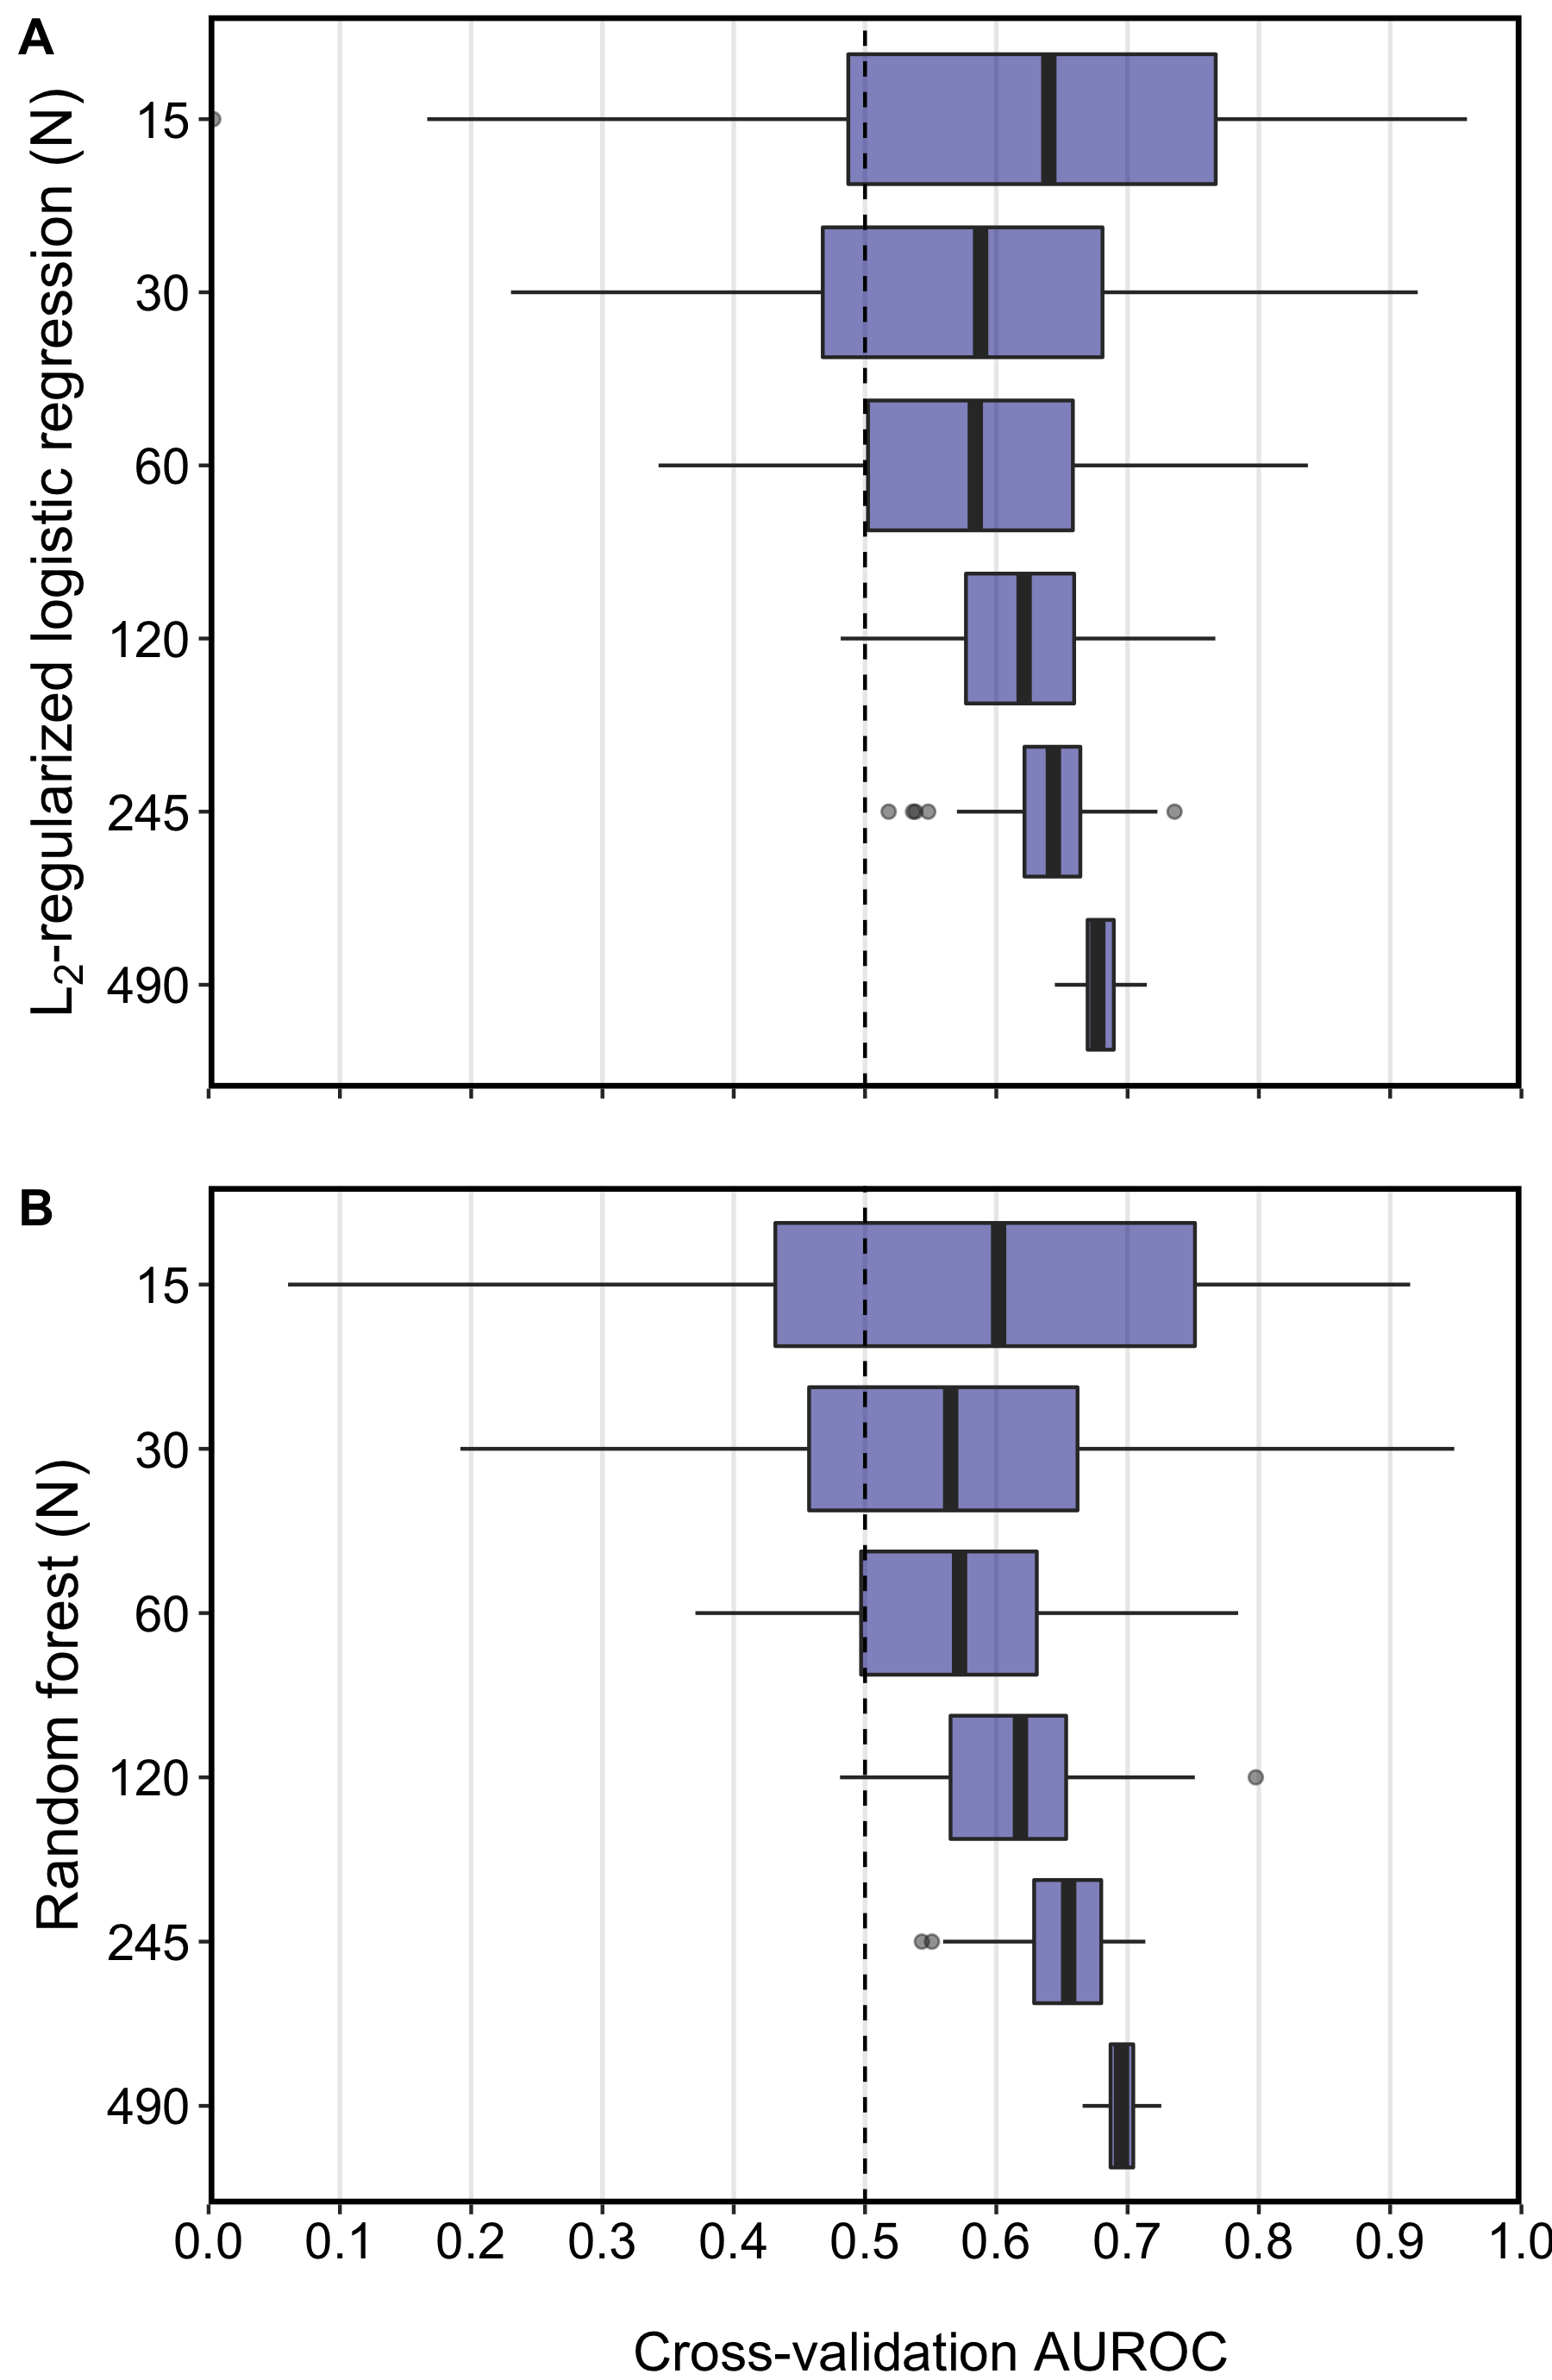 A
L2-regularized logistic regression (N)
15
30
60
120
245
490
B
Random forest (N)
15
30
60
120
245
490
0.0 0.1 0.2 0.3 0.4 0.5 0.6 0.7 0.8 0.9 1.0
Cross-validation AUROC